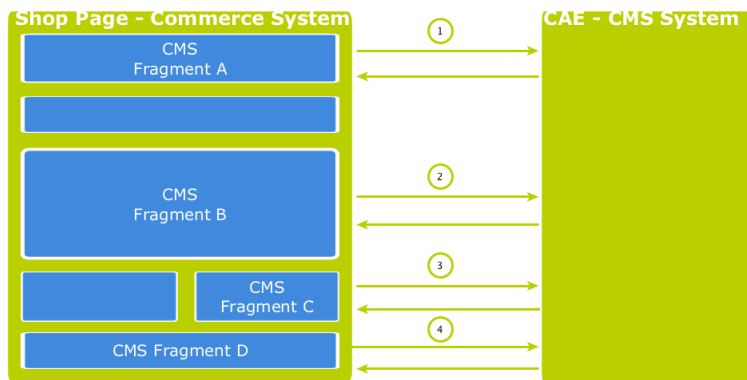 Shop Page - Commerce System
CAE - CMS System
1
CMS
Fragment A
2
CMS
Fragment B
3
CMS
Fragment C
4
CMS Fragment D